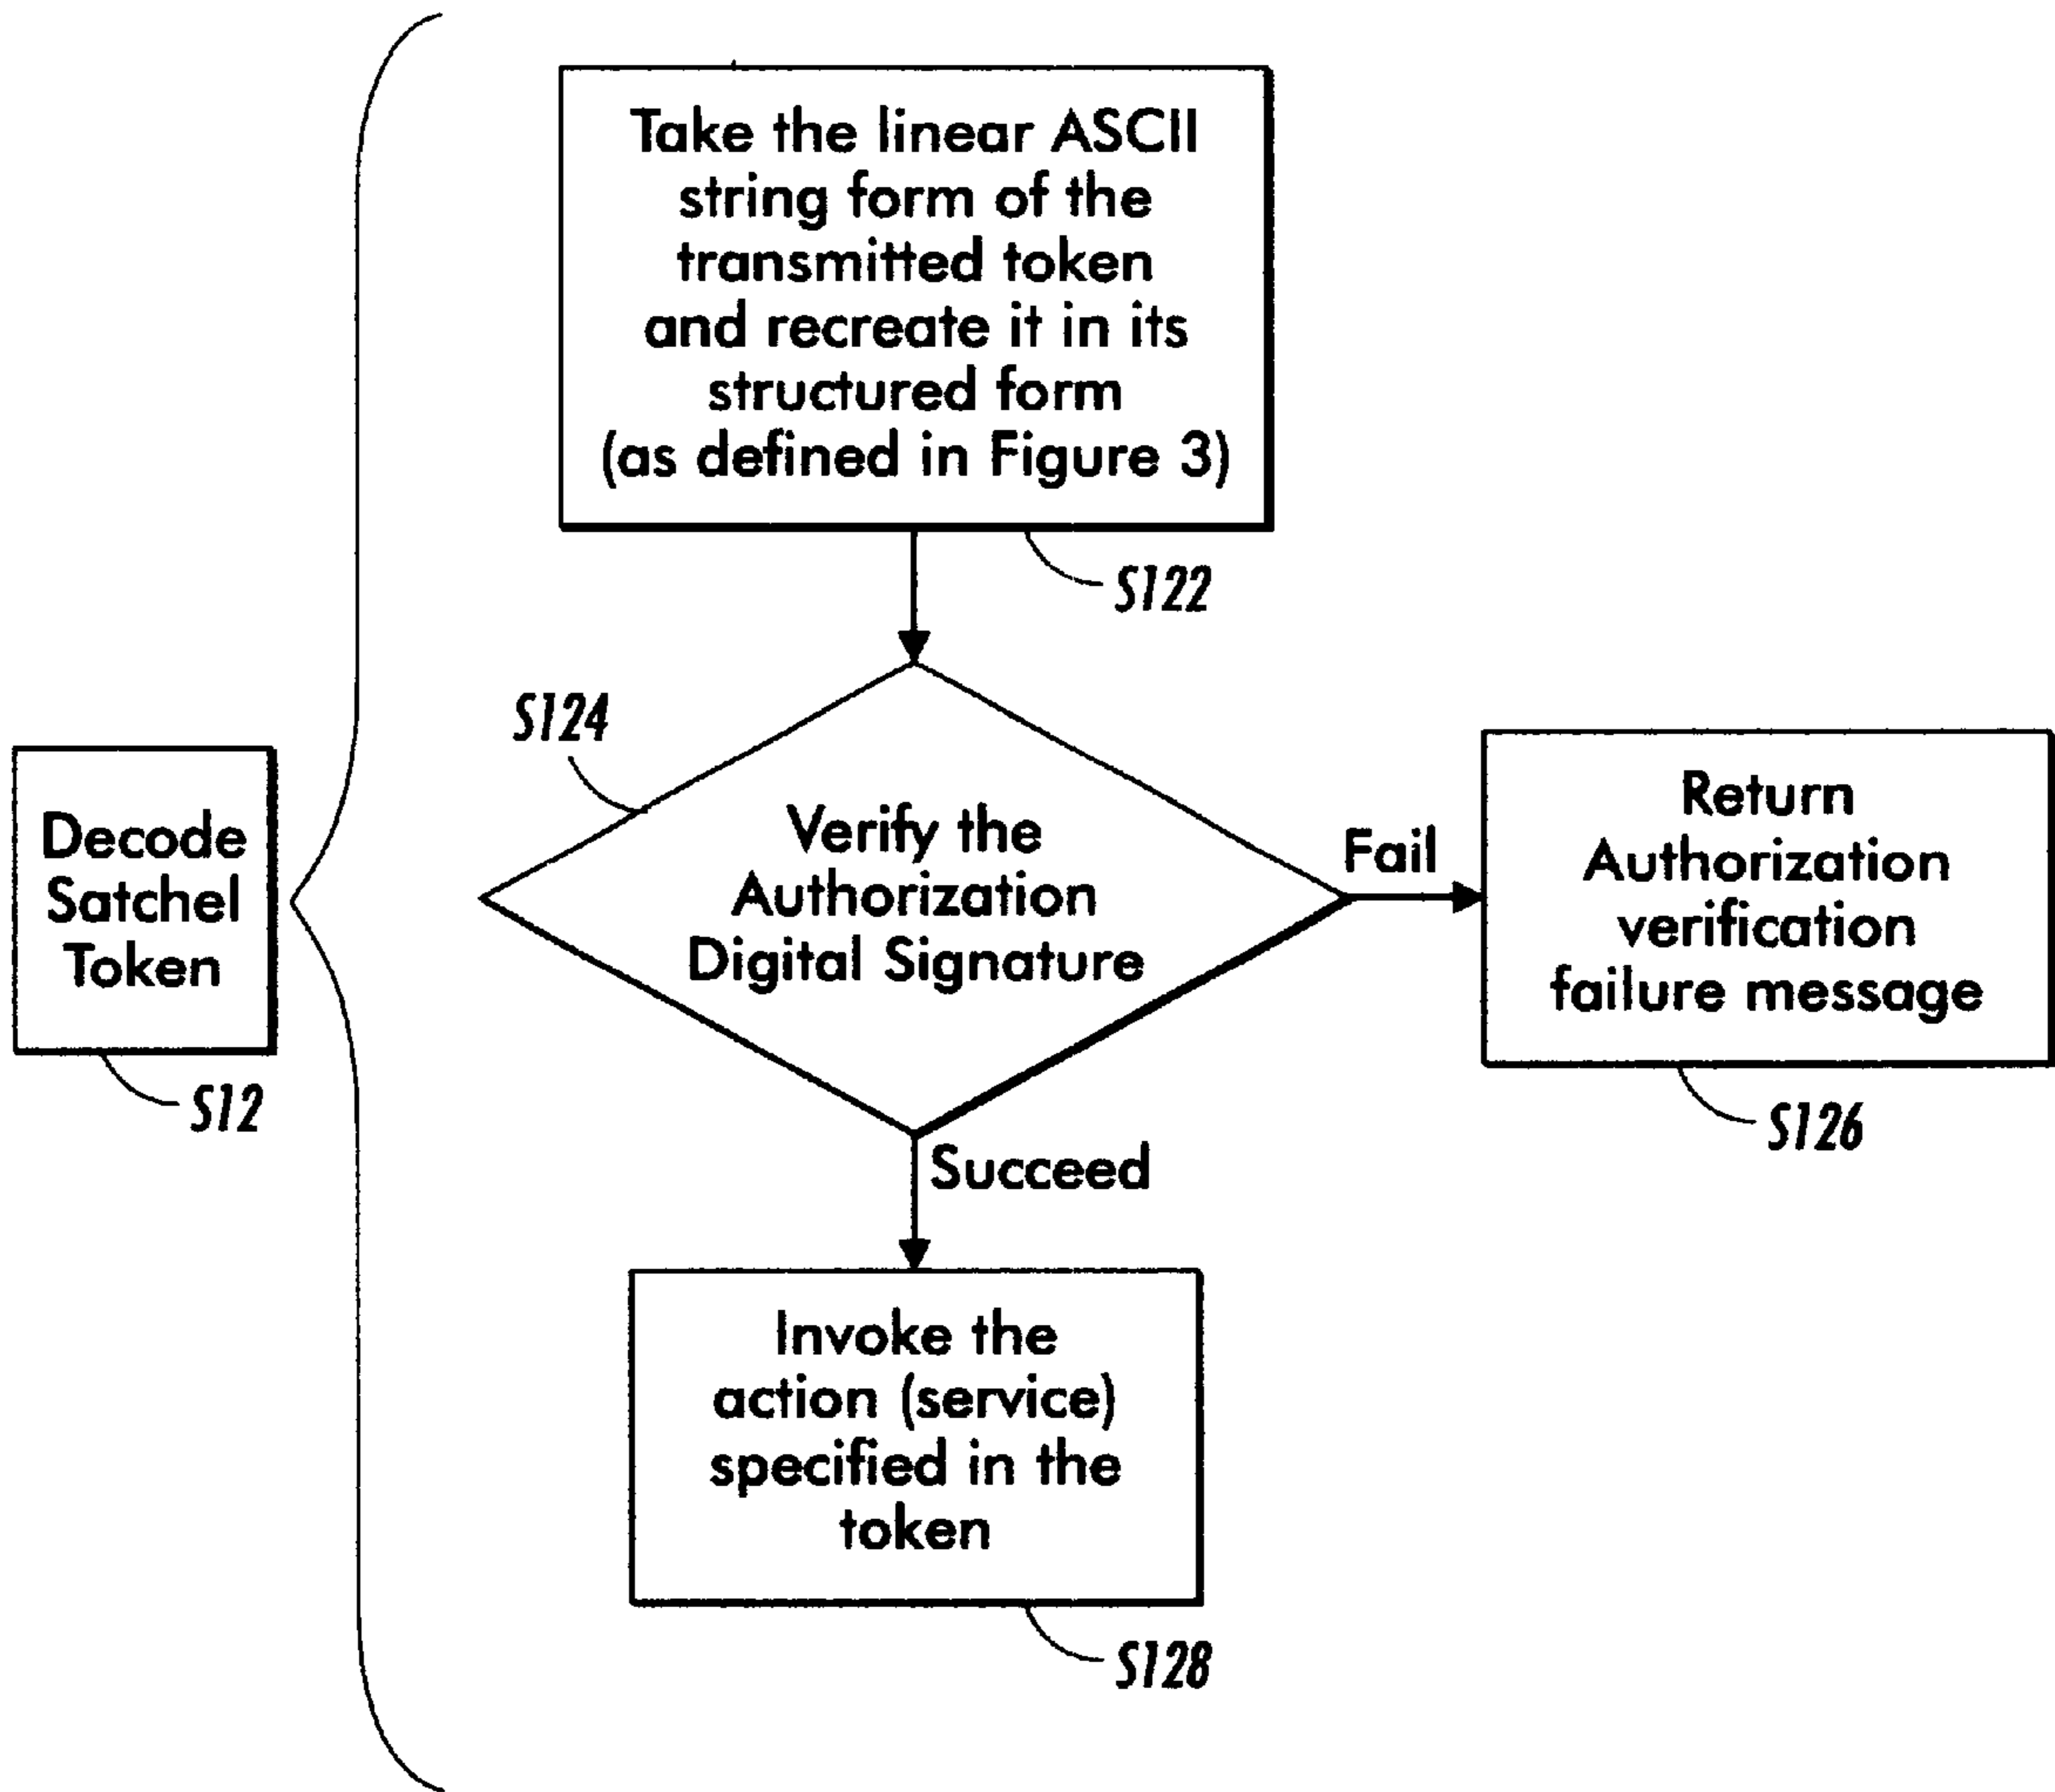 Take the linear ASCII
string form of the
transmitted token
and recreate it in its
structured form
(as defined in Figure 3)
S122
S124
Verify the
Authorization
Digital Signature
Fail
Return
Authorization
verification
failure message
S126
Decode
Satchel
Token
S12
Succeed
Invoke the
action (service)
specified in the
token
S128